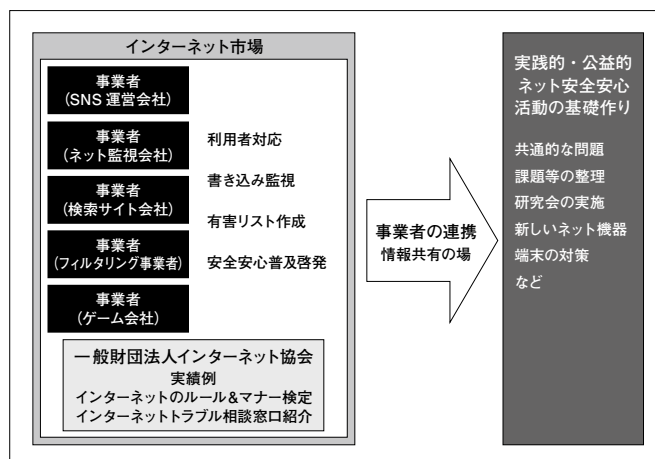 インターネット市場
事業者
(SNS 運営会社)
事業者
(ネット監視会社)
事業者
(検索サイト会社)
事業者
(フィルタリング事業者)
事業者
(ゲーム会社)
利用者対応
書き込み監視
有害リスト作成
安全安心普及啓発
一般財団法人インターネット協会
実績例
インターネットのルール&マナー検定
インターネットトラブル相談窓口紹介
事業者の連携
情報共有の場
実践的・公益的
ネット安全安心
活動の基礎作り
共通的な問題
課題等の整理
研究会の実施
新しいネット機器
端末の対策
など